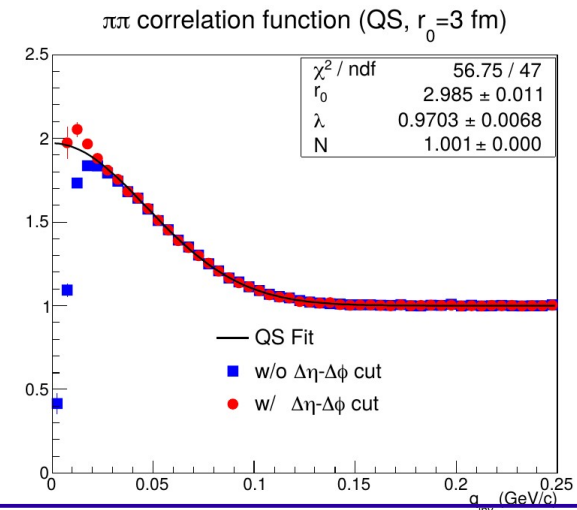 ππ correlation function (QS, r₀=3 fm)
χ² / ndf 56.75 / 47
r₀ 2.985 ± 0.011
λ 0.9703 ± 0.0068
N 1.001 ± 0.000
2.5
2
1.5
1
0.5
0
QS Fit
w/o Δη-Δφ cut
w/ Δη-Δφ cut
0 0.05 0.1 0.15 0.2 0.25
(GeV/c)